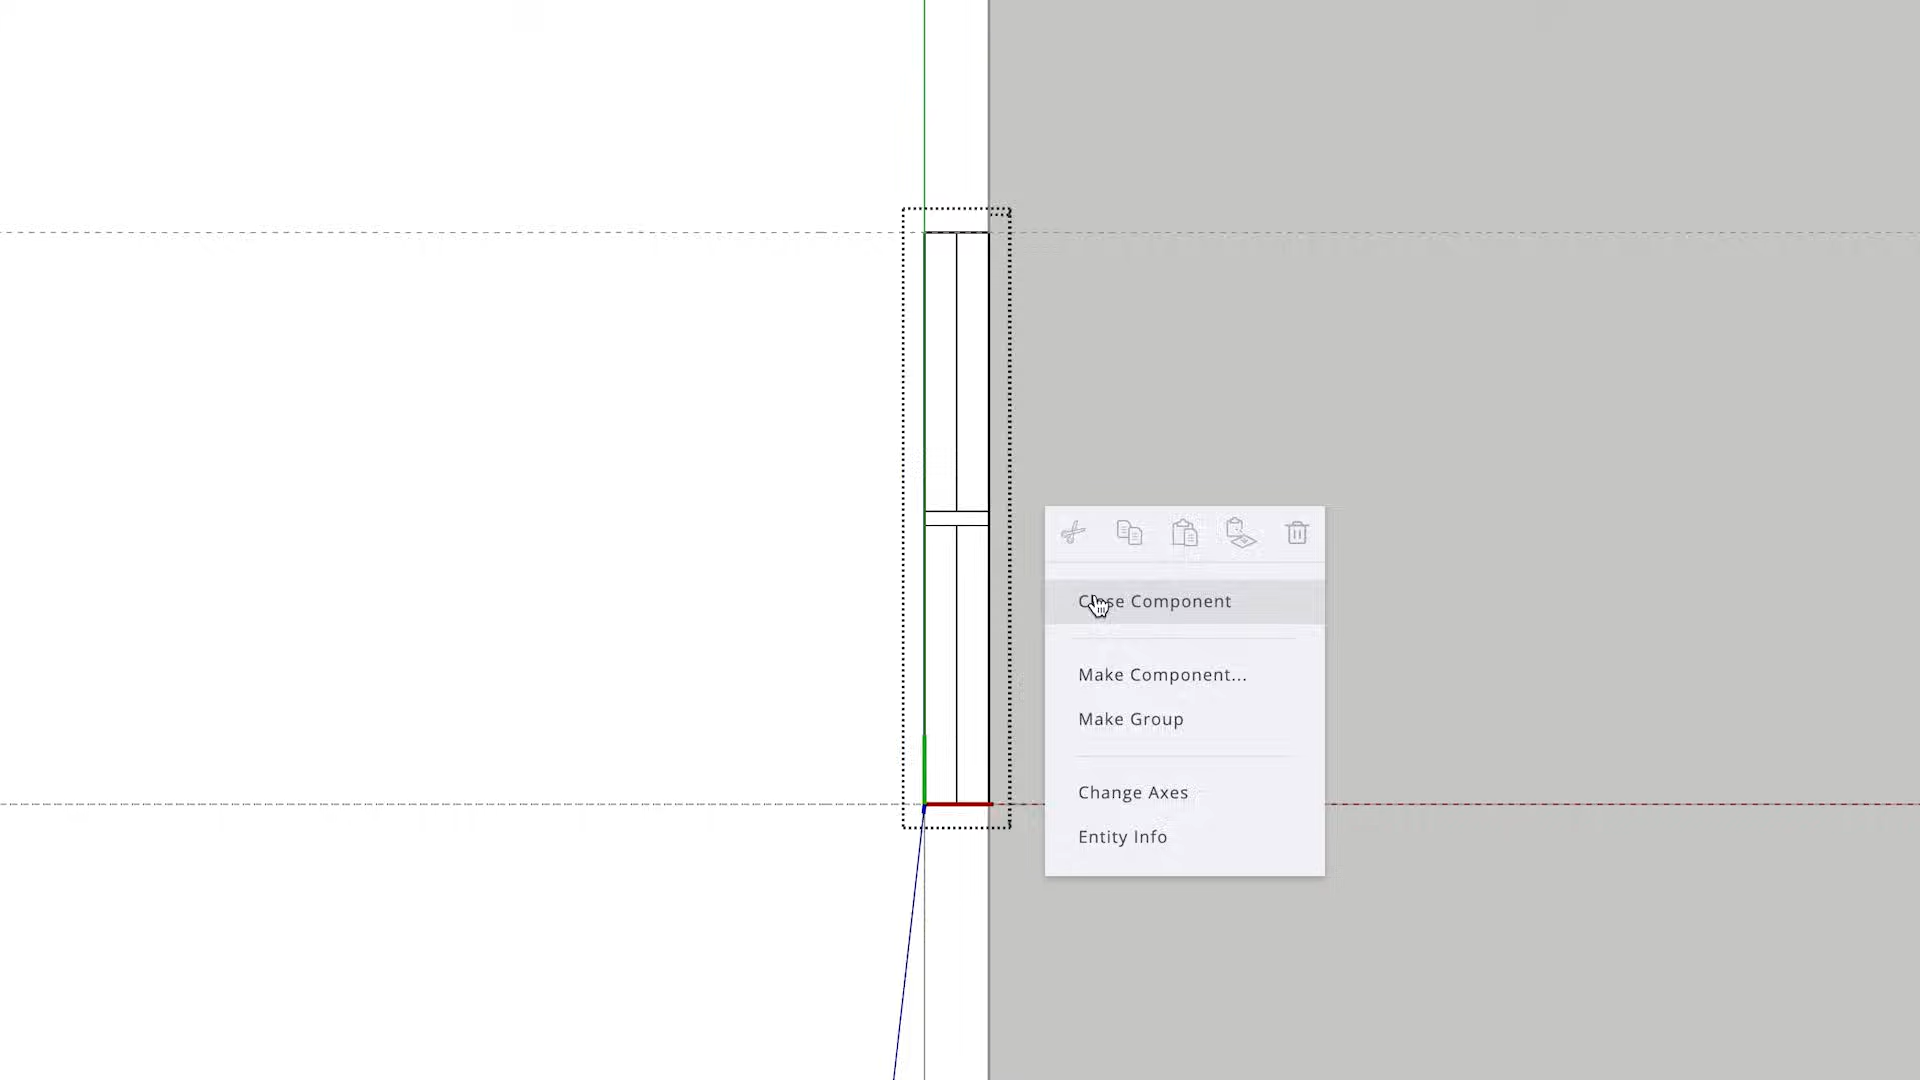 Close Component
Make Component...
Make Group
Change Axes
Entity Info